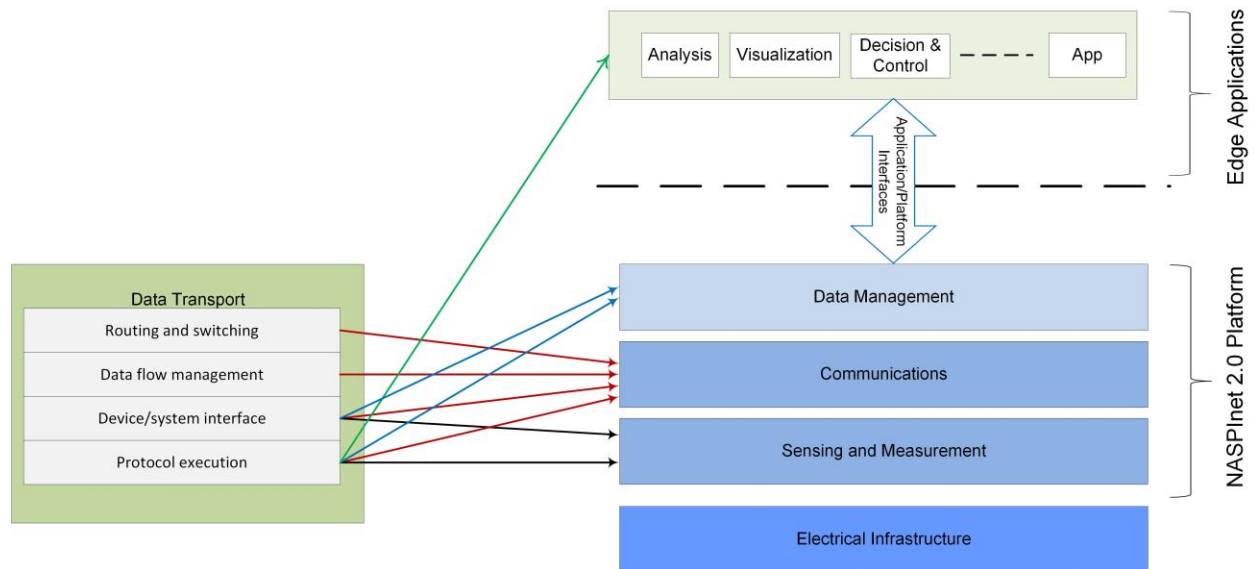 Analysis
Visualization
Decision &
Control
App
Edge Applications
Application/Platform
Interfaces
Data Transport
Routing and switching
Data flow management
Device/system interface
Protocol execution
Data Management
Communications
Sensing and Measurement
Electrical Infrastructure
NASPInet 2.0 Platform